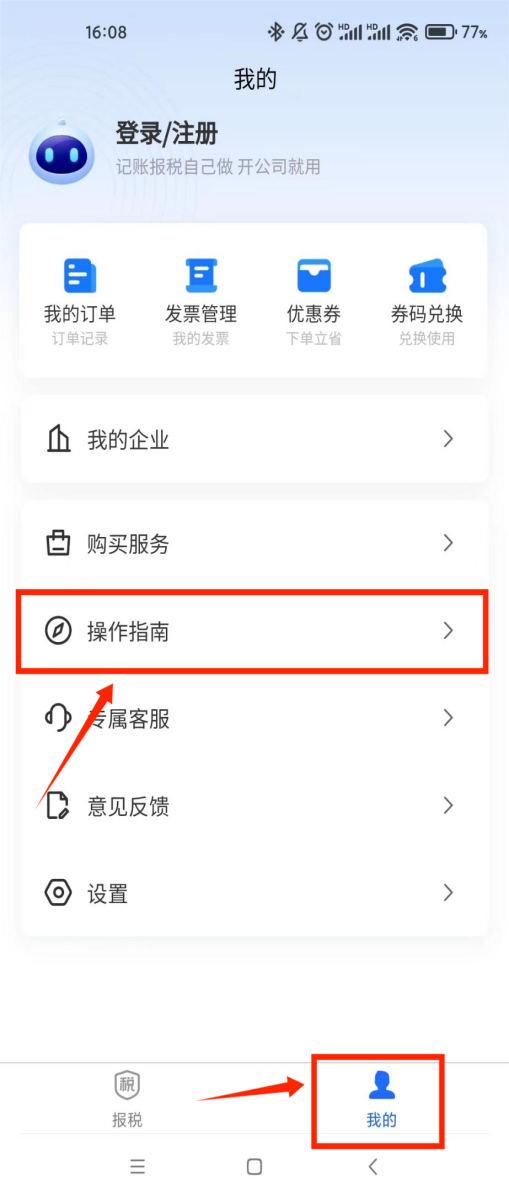 16:08
HD HD 6 77%
我的
登录/注册
记账报税自己做 开公司就用
我的订单 发票管理 优惠券 券码兑换
订单记录 我的发票 下单立省 兑换使用
我的企业
购买服务
操作指南
专属客服
意见反馈
设置
税
报税 我的